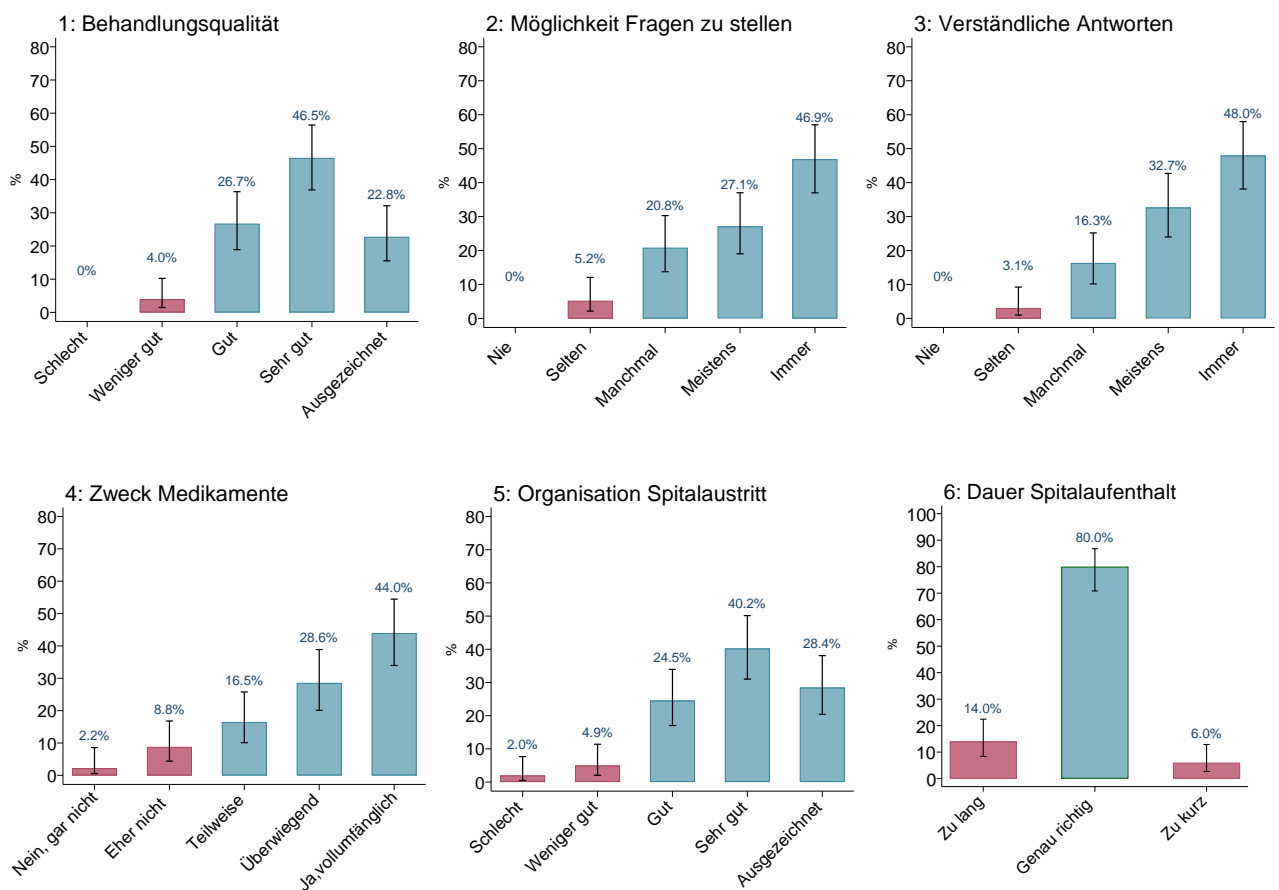 1: Behandlungsqualität
80
70
60
50
40
30
20
10
0
%
0%
4.0%
26.7%
46.5%
22.8%
Schlecht
Weniger gut
Gut
Sehr gut
Ausgezeichnet
2: Möglichkeit Fragen zu stellen
80
70
60
50
40
30
20
10
0
%
0%
5.2%
20.8%
27.1%
46.9%
Nie
Selten
Manchmal
Meistens
Immer
3: Verständliche Antworten
80
70
60
50
40
30
20
10
0
%
0%
3.1%
16.3%
32.7%
48.0%
Nie
Selten
Manchmal
Meistens
Immer
4: Zweck Medikamente
80
70
60
50
40
30
20
10
0
%
2.2%
8.8%
16.5%
28.6%
44.0%
Nein, gar nicht
Eher nicht
Teilweise
Überwiegend
Ja,vollumfänglich
5: Organisation Spitalaustritt
80
70
60
50
40
30
20
10
0
%
2.0%
4.9%
24.5%
40.2%
28.4%
Schlecht
Weniger gut
Gut
Sehr gut
Ausgezeichnet
6: Dauer Spitalaufenthalt
100
90
80
70
60
50
40
30
20
10
0
%
14.0%
80.0%
6.0%
Zu lang
Genau richtig
Zu kurz